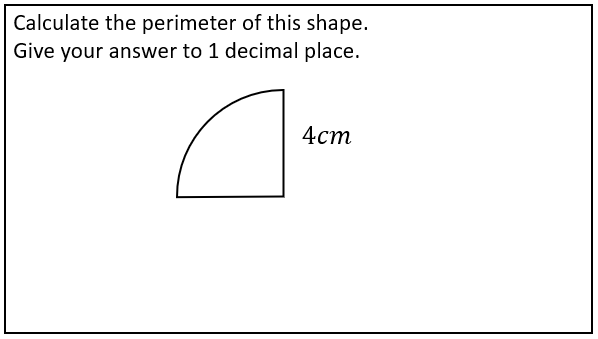 Calculate the perimeter of this shape.
Give your answer to 1 decimal place.
4cm